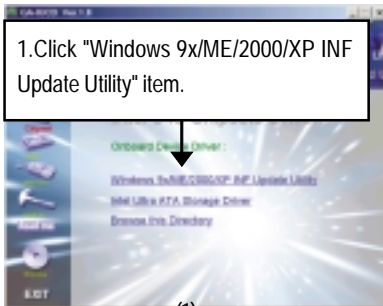 1.Click "Windows 9x/ME/2000/XP INF
Update Utility" item.
Onboard Device Driver :
Windows 9x/ME/2000/XP INF Update Utility
Intel Ultra ATA Storage Driver
Browse this Directory
EXIT
(1)